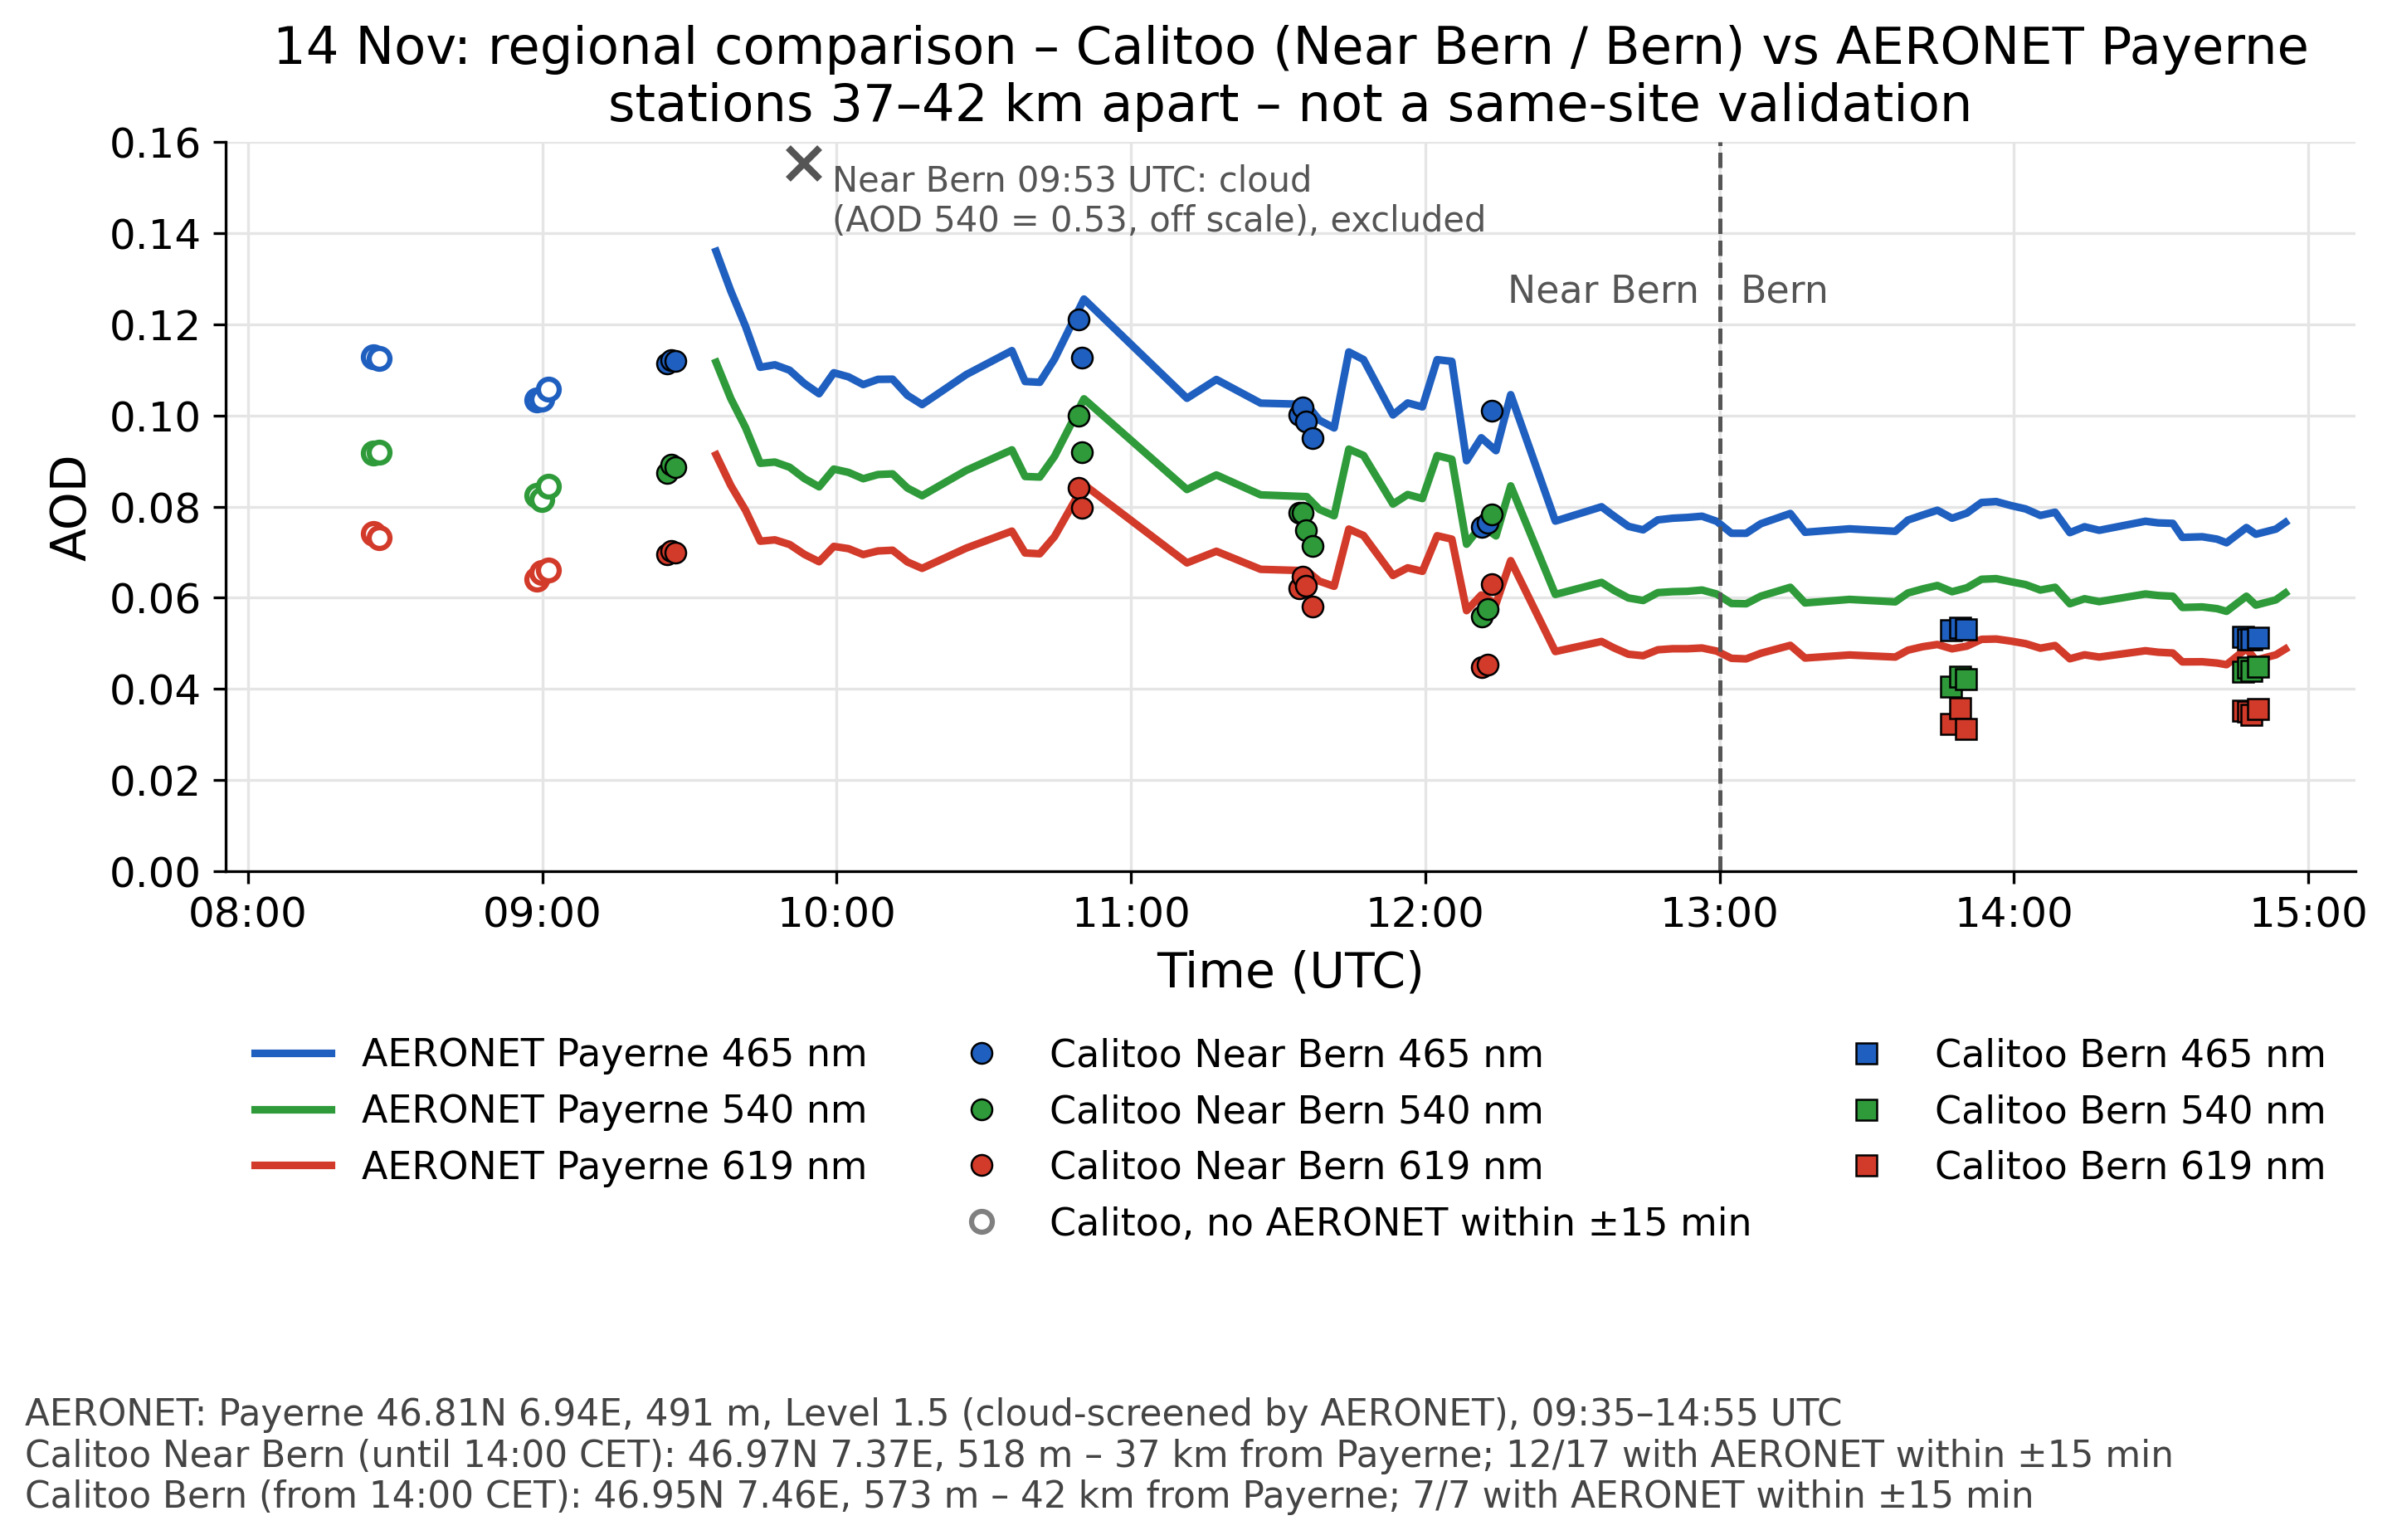 14 Nov: regional comparison – Calitoo (Near Bern / Bern) vs AERONET Payerne
stations 37–42 km apart – not a same-site validation
0.16
0.14
0.12
0.10
0.08
0.06
0.04
0.02
0.00
AOD
Near Bern 09:53 UTC: cloud
(AOD 540 = 0.53, off scale), excluded
Near Bern
Bern
08:00 09:00 10:00 11:00 12:00 13:00 14:00 15:00
Time (UTC)
AERONET Payerne 465 nm
AERONET Payerne 540 nm
AERONET Payerne 619 nm
Calitoo Near Bern 465 nm
Calitoo Near Bern 540 nm
Calitoo Near Bern 619 nm
Calitoo, no AERONET within ±15 min
Calitoo Bern 465 nm
Calitoo Bern 540 nm
Calitoo Bern 619 nm
AERONET: Payerne 46.81N 6.94E, 491 m, Level 1.5 (cloud-screened by AERONET), 09:35–14:55 UTC
Calitoo Near Bern (until 14:00 CET): 46.97N 7.37E, 518 m – 37 km from Payerne; 12/17 with AERONET within ±15 min
Calitoo Bern (from 14:00 CET): 46.95N 7.46E, 573 m – 42 km from Payerne; 7/7 with AERONET within ±15 min